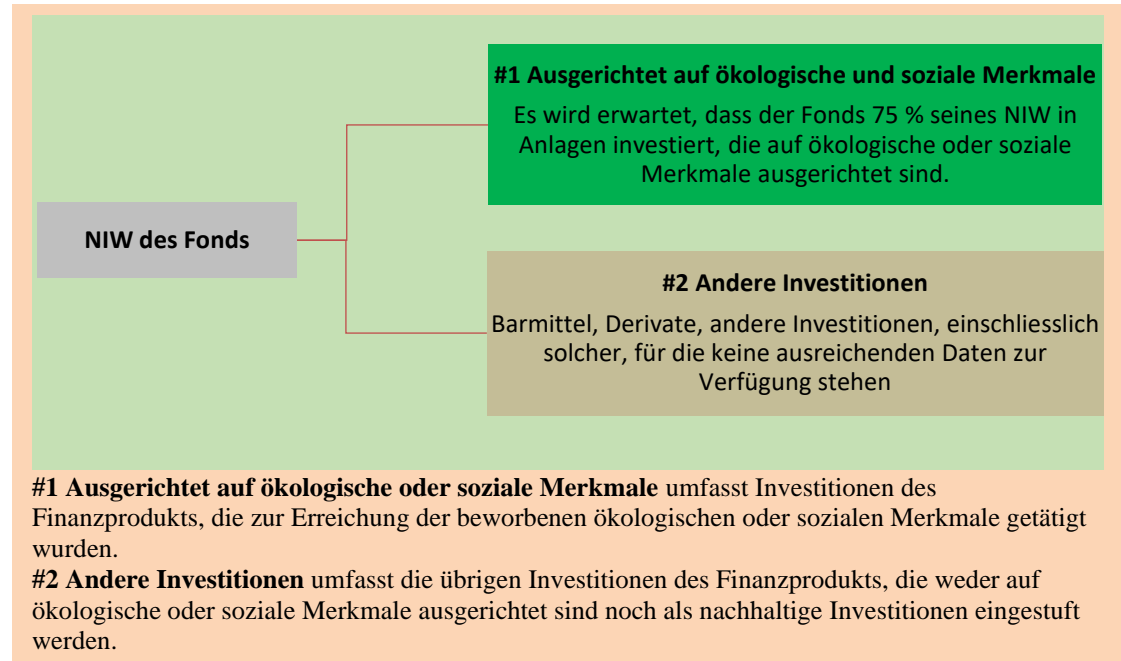 #1 Ausgerichtet auf ökologische und soziale Merkmale
Es wird erwartet, dass der Fonds 75 % seines NIW in
Anlagen investiert, die auf ökologische oder soziale
Merkmale ausgerichtet sind.
NIW des Fonds
#2 Andere Investitionen
Barmittel, Derivate, andere Investitionen, einschliesslich
solcher, für die keine ausreichenden Daten zur
Verfügung stehen
#1 Ausgerichtet auf ökologische oder soziale Merkmale umfasst Investitionen des
Finanzprodukts, die zur Erreichung der beworbenen ökologischen oder sozialen Merkmale getätigt
wurden.
#2 Andere Investitionen umfasst die übrigen Investitionen des Finanzprodukts, die weder auf
ökologische oder soziale Merkmale ausgerichtet sind noch als nachhaltige Investitionen eingestuft
werden.